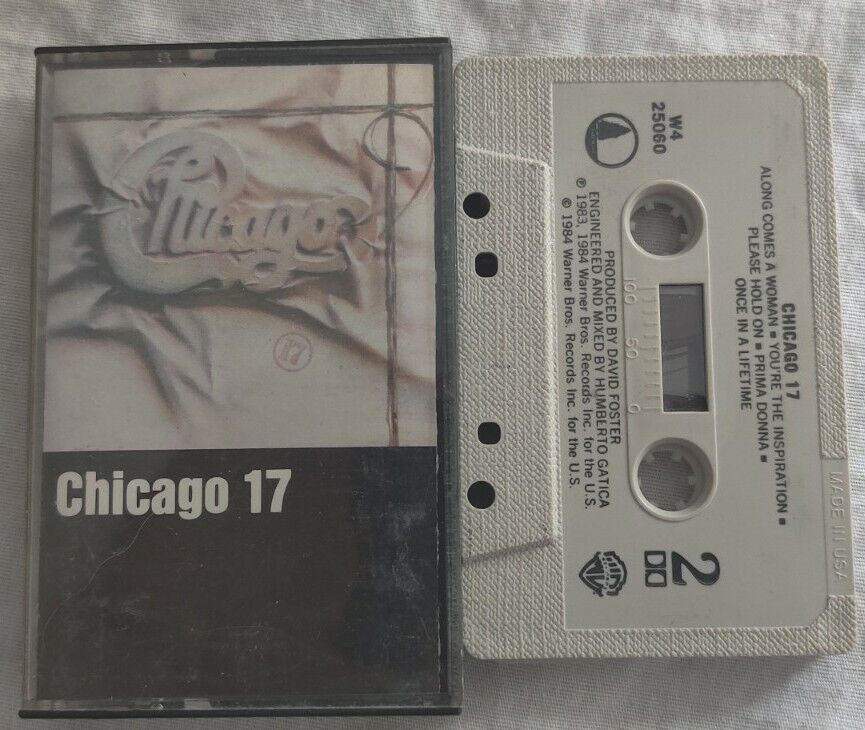 Chicago
17
Chicago 17
W4
25060
CHICAGO 17
ALONG COMES A WOMAN ■ YOU'RE THE INSPIRATION ■
PLEASE HOLD ON ■ PRIMA DONNA ■
ONCE IN A LIFETIME
100 50 0
PRODUCED BY DAVID FOSTER
ENGINEERED AND MIXED BY HUMBERTO GATICA
℗ 1983, 1984 Warner Bros. Records Inc. for the U.S.
© 1984 Warner Bros. Records Inc. for the U.S.
2
MADE IN USA